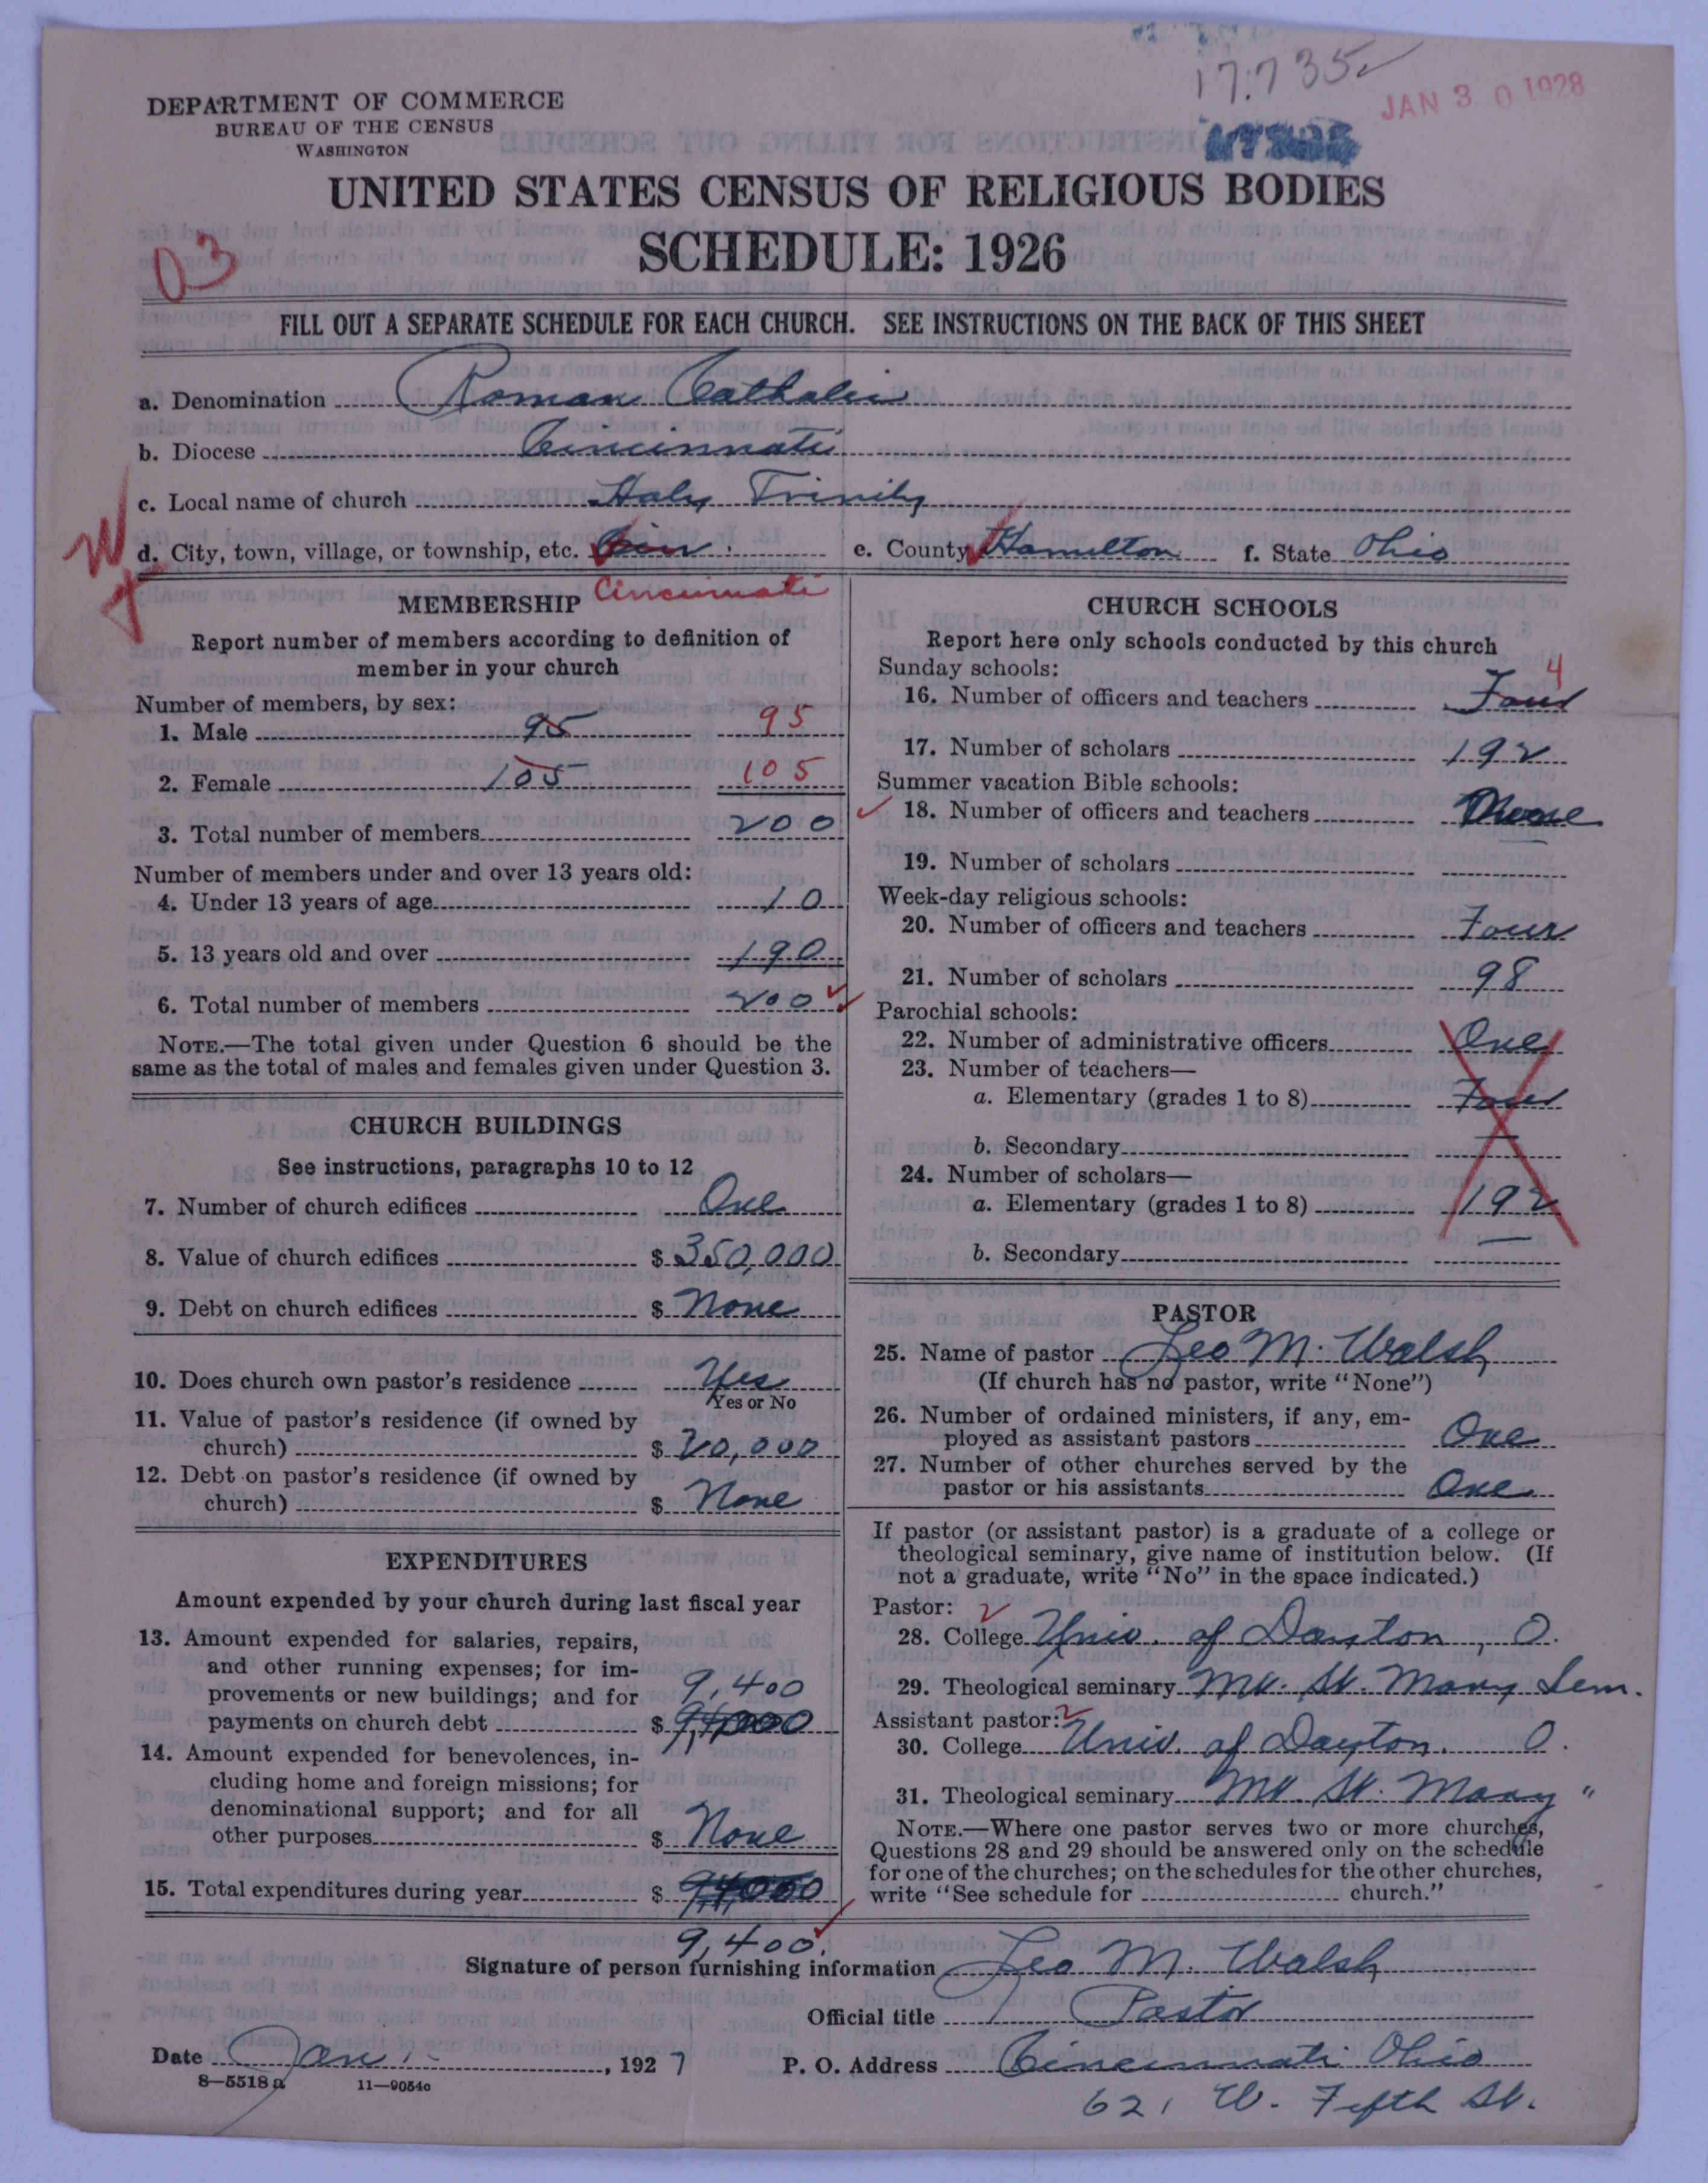 17.735
JAN 30 1928
DEPARTMENT OF COMMERCE
BUREAU OF THE CENSUS
WASHINGTON
UNITED STATES CENSUS OF RELIGIOUS BODIES
SCHEDULE: 1926
03
FILL OUT A SEPARATE SCHEDULE FOR EACH CHURCH. SEE INSTRUCTIONS ON THE BACK OF THIS SHEET
a. Denomination Roman Catholic
b. Diocese Cincinnati
c. Local name of church Holy Trinity
d. City, town, village, or township, etc. Cin. e. County Hamilton f. State Ohio
Cincinnati
MEMBERSHIP
Report number of members according to definition of
member in your church
Number of members, by sex:
1. Male 95 95
2. Female 105 105
3. Total number of members 200
Number of members under and over 13 years old:
4. Under 13 years of age 10
5. 13 years old and over 190
6. Total number of members 200
NOTE.—The total given under Question 6 should be the
same as the total of males and females given under Question 3.
CHURCH BUILDINGS
See instructions, paragraphs 10 to 12
7. Number of church edifices One
8. Value of church edifices $ 350,000
9. Debt on church edifices $ None
10. Does church own pastor's residence Yes
Yes or No
11. Value of pastor's residence (if owned by
church) $ 20,000
12. Debt on pastor's residence (if owned by
church) $ None
EXPENDITURES
Amount expended by your church during last fiscal year
13. Amount expended for salaries, repairs,
and other running expenses; for im-
provements or new buildings; and for 9,400
payments on church debt $
14. Amount expended for benevolences, in-
cluding home and foreign missions; for
denominational support; and for all
other purposes $ None
15. Total expenditures during year $
9,400.
CHURCH SCHOOLS
Report here only schools conducted by this church
Sunday schools: 4
16. Number of officers and teachers Four
17. Number of scholars 192
Summer vacation Bible schools:
18. Number of officers and teachers None
19. Number of scholars
Week-day religious schools:
20. Number of officers and teachers Four
21. Number of scholars 98
Parochial schools:
22. Number of administrative officers One
23. Number of teachers—
a. Elementary (grades 1 to 8) Four
b. Secondary —
24. Number of scholars—
a. Elementary (grades 1 to 8) 192
b. Secondary —
PASTOR
25. Name of pastor Leo M. Walsh
(If church has no pastor, write "None")
26. Number of ordained ministers, if any, em-
ployed as assistant pastors One
27. Number of other churches served by the
pastor or his assistants One
If pastor (or assistant pastor) is a graduate of a college or
theological seminary, give name of institution below. (If
not a graduate, write "No" in the space indicated.)
Pastor:
28. College Univ. of Dayton, O.
29. Theological seminary Mt. St. Mary Sem.
Assistant pastor:
30. College Univ. of Dayton. O.
31. Theological seminary Mt. St. Mary "
NOTE.—Where one pastor serves two or more churches,
Questions 28 and 29 should be answered only on the schedule
for one of the churches; on the schedules for the other churches,
write "See schedule for church."
Signature of person furnishing information Leo M. Walsh
Official title Pastor
Date Jan. , 1927 P. O. Address Cincinnati Ohio
8—5518a 11—9054c
621 W. Fifth St.